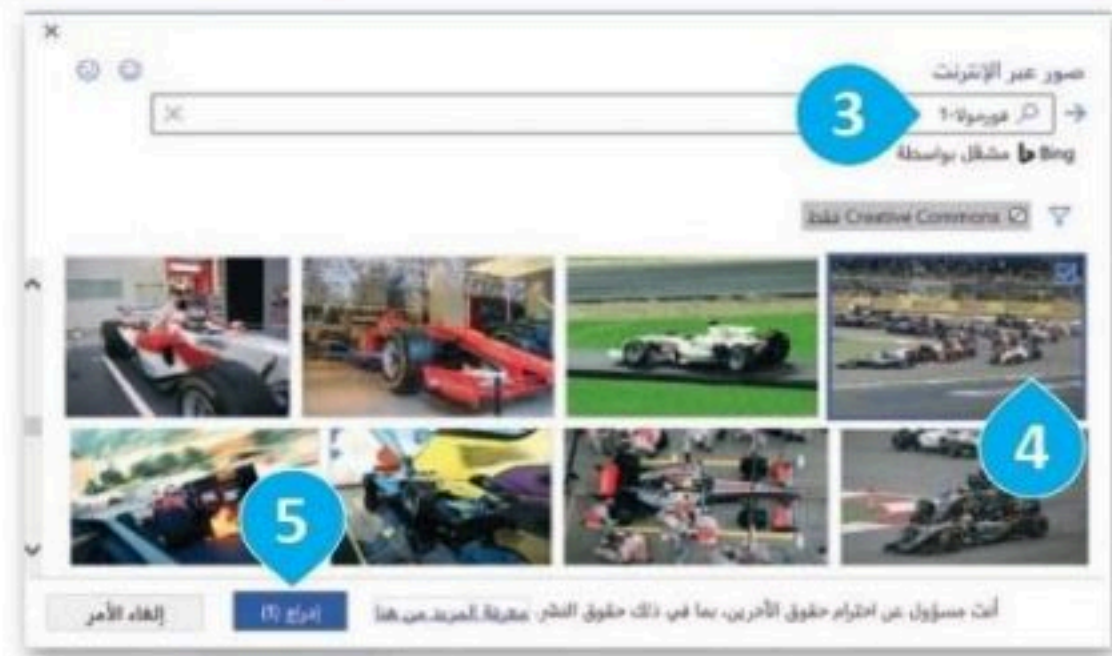 صور عبر الإنترنت
فورمولا-1
3
مشغّل بواسطة Bing
Creative Commons فقط
4
5
أنت مسؤول عن احترام حقوق الآخرين، بما في ذلك حقوق النشر. معرفة المزيد من هنا
إدراج (1)
إلغاء الأمر